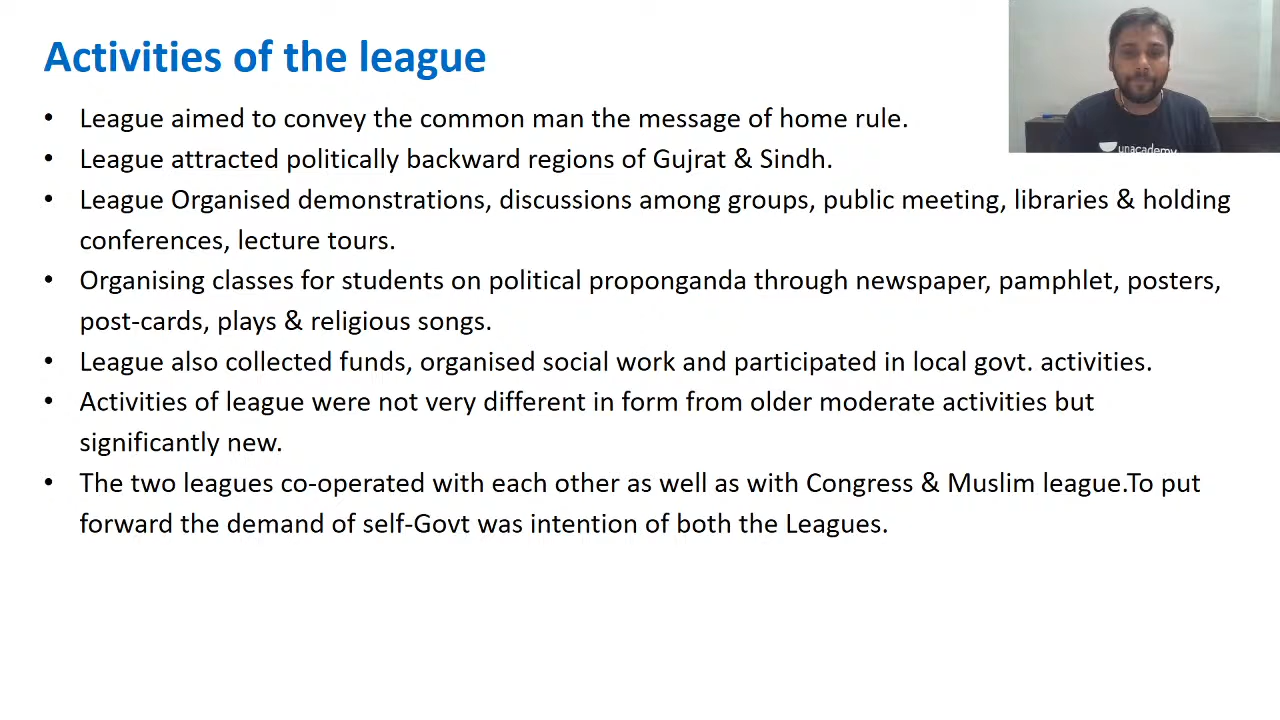 Activities of the league
• League aimed to convey the common man the message of home rule.
• League attracted politically backward regions of Gujrat & Sindh.
• League Organised demonstrations, discussions among groups, public meeting, libraries & holding
conferences, lecture tours.
• Organising classes for students on political proponganda through newspaper, pamphlet, posters,
post-cards, plays & religious songs.
• League also collected funds, organised social work and participated in local govt. activities.
• Activities of league were not very different in form from older moderate activities but
significantly new.
• The two leagues co-operated with each other as well as with Congress & Muslim league.To put
forward the demand of self-Govt was intention of both the Leagues.
unacademy